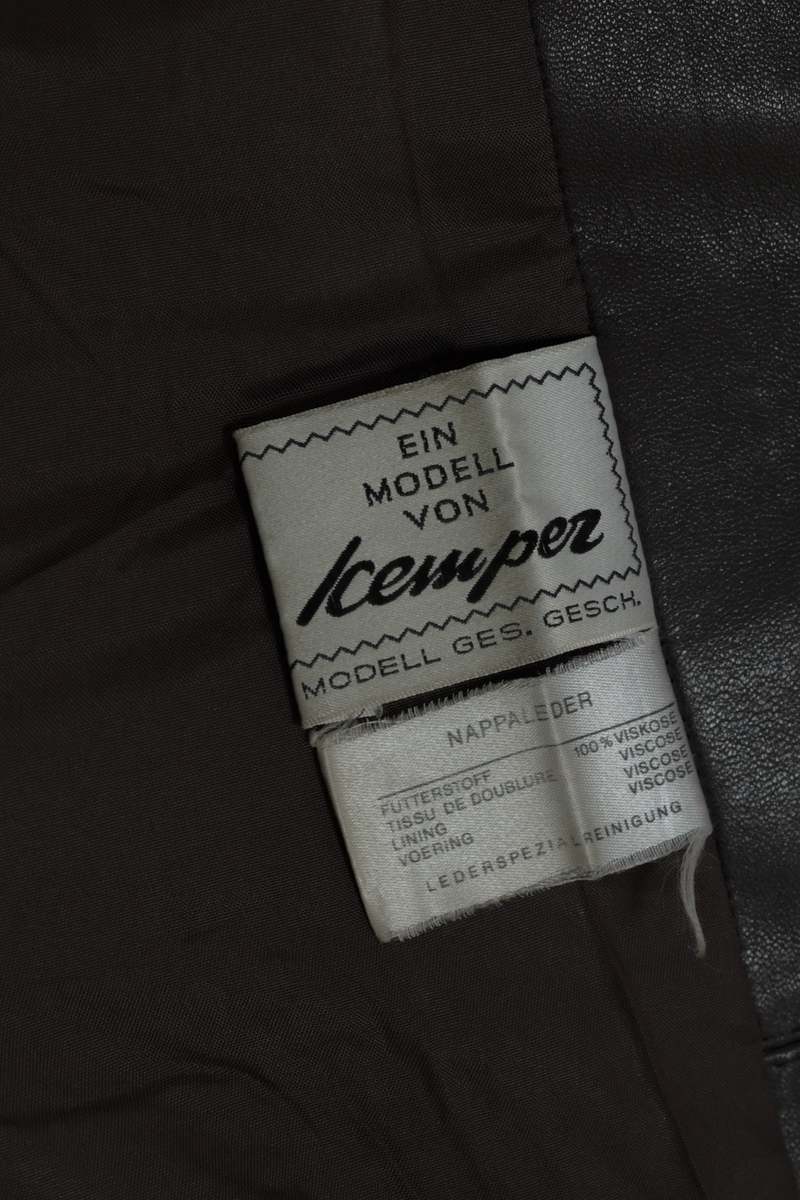 EIN
MODELL
VON
kemper
MODELL GES. GESCH.
NAPPALEDER
FUTTERSTOFF 100% VISKOSE
TISSU DE DOUBLURE VISCOSE
LINING VISCOSE
VOERING VISCOSE
LEDERSPEZIALREINIGUNG